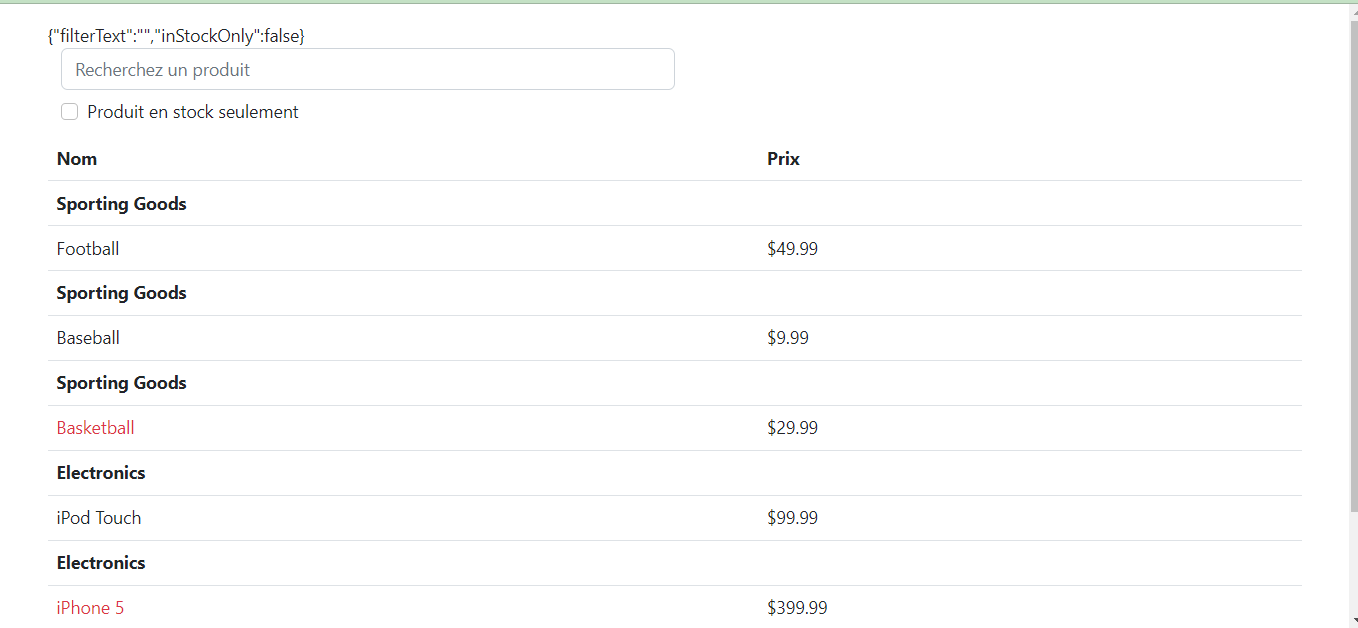 {"filterText":"","inStockOnly":false}
Recherchez un produit
Produit en stock seulement
Nom Prix
Sporting Goods
Football $49.99
Sporting Goods
Baseball $9.99
Sporting Goods
Basketball $29.99
Electronics
iPod Touch $99.99
Electronics
iPhone 5 $399.99